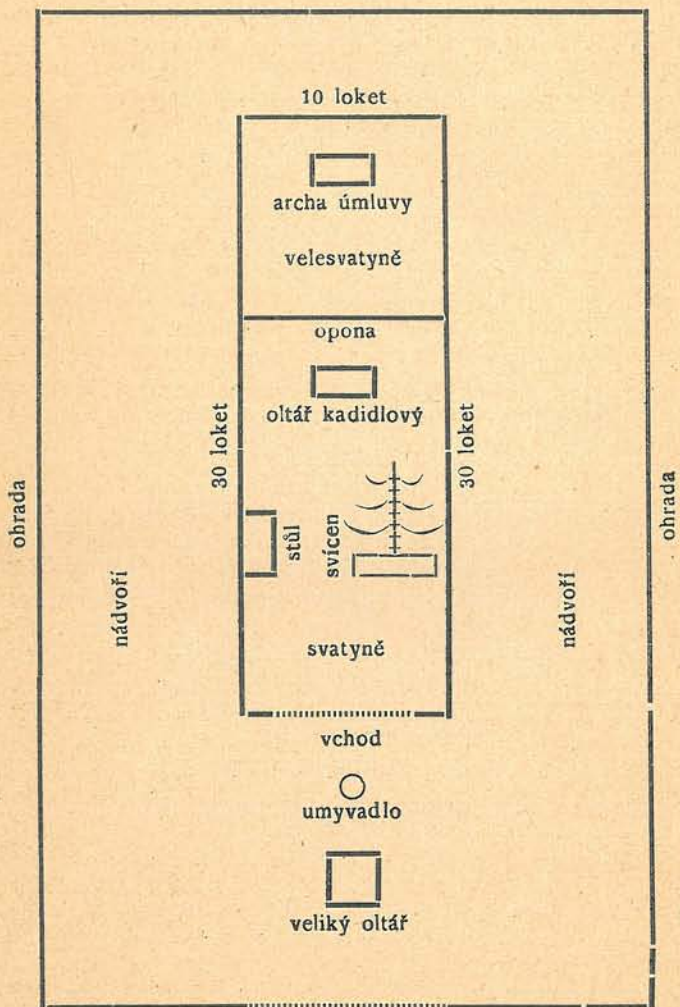 10 loket
archa úmluvy
velesvatyně
opona
oltář kadidlový
30 loket
30 loket
ohrada
ohrada
stůl
svícen
nádvoří
nádvoří
svatyně
vchod
umyvadlo
veliký oltář